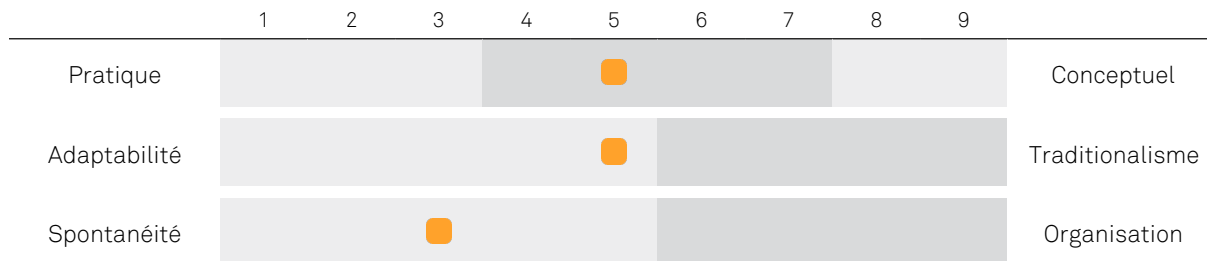 1 2 3 4 5 6 7 8 9
Pratique Conceptuel
Adaptabilité Traditionalisme
Spontanéité Organisation